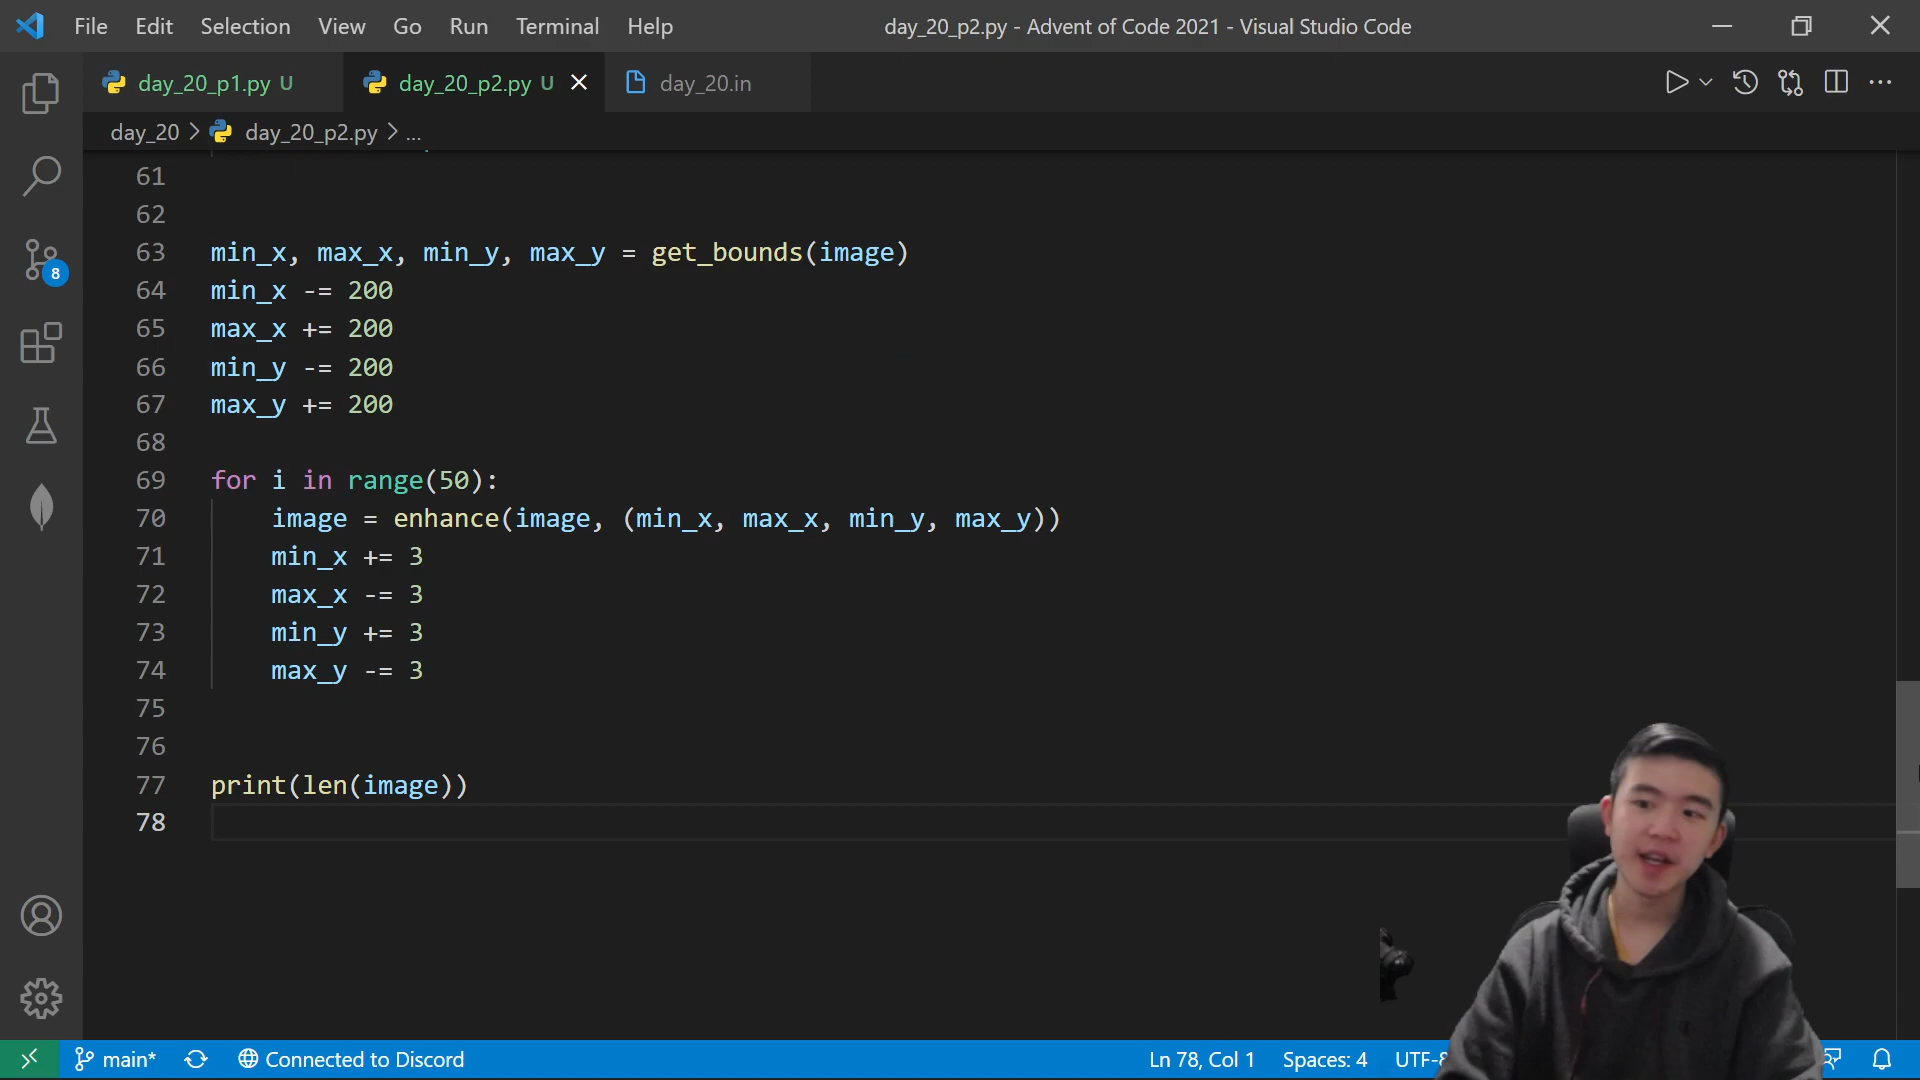 File Edit Selection View Go Run Terminal Help day_20_p2.py - Advent of Code 2021 - Visual Studio Code
day_20_p1.py U day_20_p2.py U day_20.in
day_20 > day_20_p2.py > ...
61
62
63 min_x, max_x, min_y, max_y = get_bounds(image)
64 min_x -= 200
65 max_x += 200
66 min_y -= 200
67 max_y += 200
68
69 for i in range(50):
70 image = enhance(image, (min_x, max_x, min_y, max_y))
71 min_x += 3
72 max_x -= 3
73 min_y += 3
74 max_y -= 3
75
76
77 print(len(image))
78
8
main* Connected to Discord Ln 78, Col 1 Spaces: 4 UTF-8